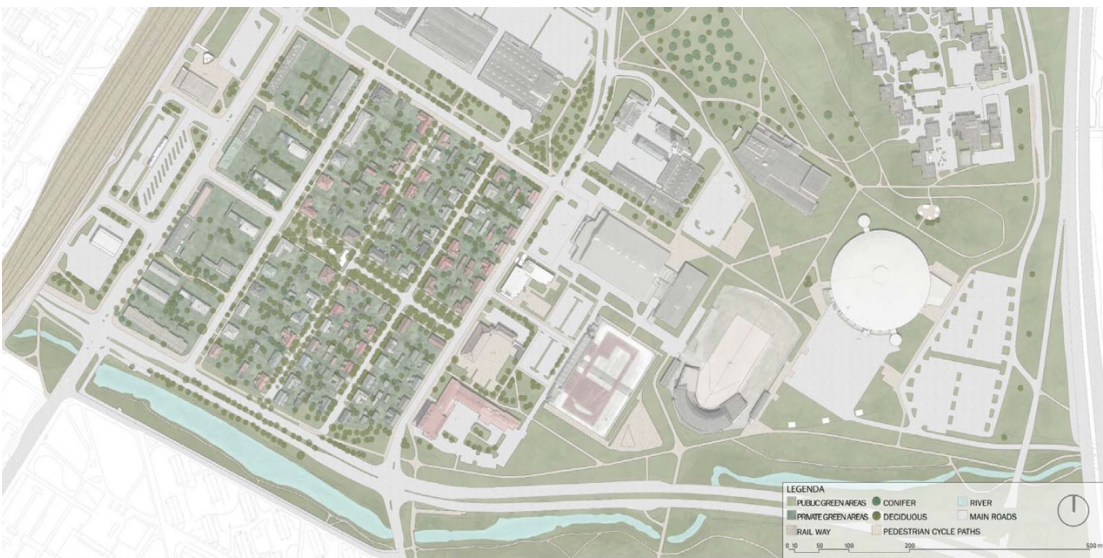 LEGENDA
PUBLIC GREEN AREAS CONIFER RIVER
PRIVATE GREEN AREAS DECIDUOUS MAIN ROADS
RAIL WAY PEDESTRIAN CYCLE PATHS
0 10 50 100 200 500 m